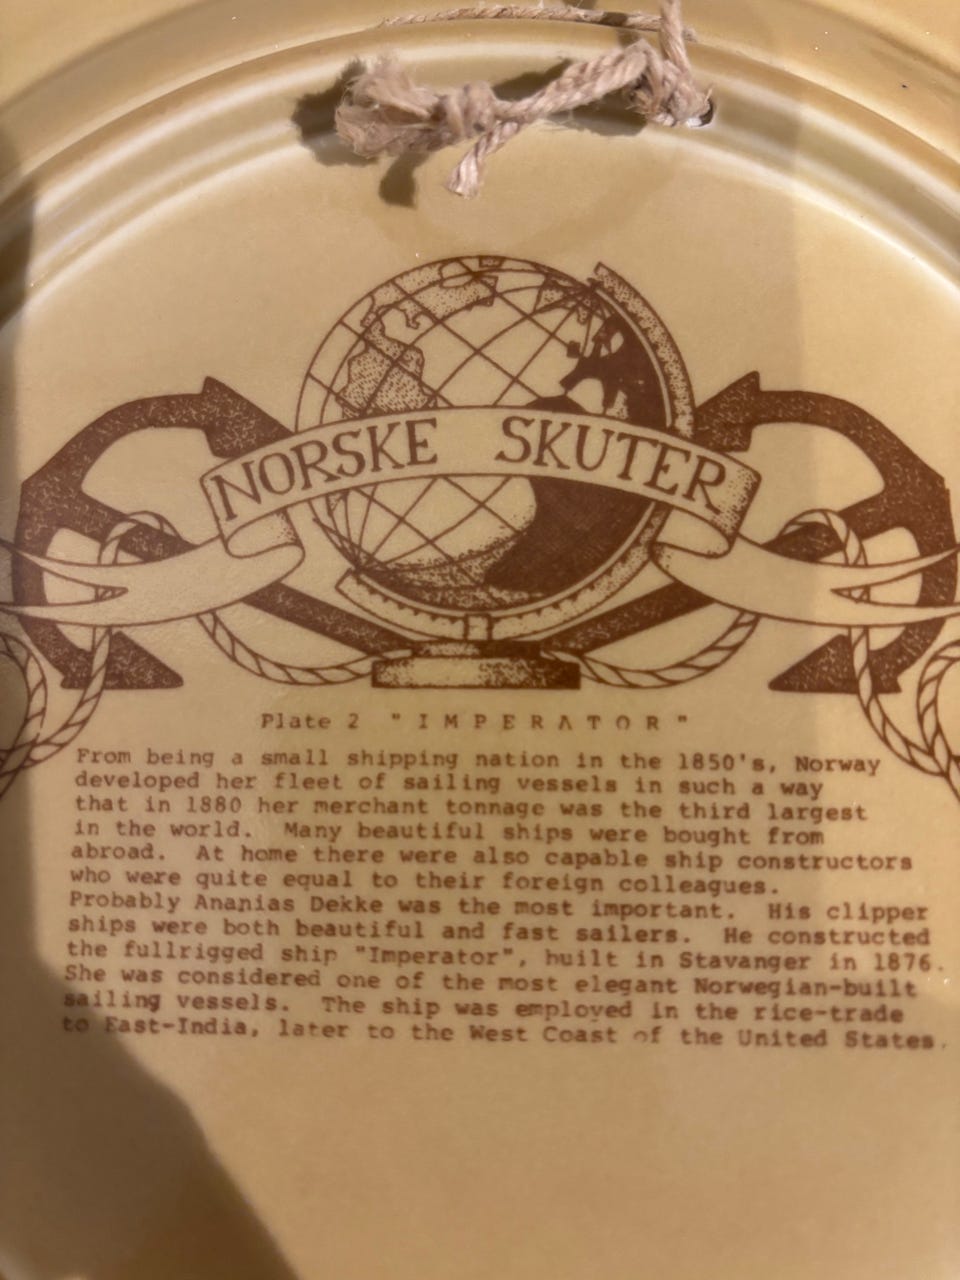 NORSKE SKUTER
Plate 2 "IMPERATOR"
From being a small shipping nation in the 1850's, Norway
developed her fleet of sailing vessels in such a way
that in 1880 her merchant tonnage was the third largest
in the world. Many beautiful ships were bought from
abroad. At home there were also capable ship constructors
who were quite equal to their foreign colleagues.
Probably Ananias Dekke was the most important. His clipper
ships were both beautiful and fast sailers. He constructed
the fullrigged ship "Imperator", built in Stavanger in 1876.
She was considered one of the most elegant Norwegian-built
sailing vessels. The ship was employed in the rice-trade
to East-India, later to the West Coast of the United States.